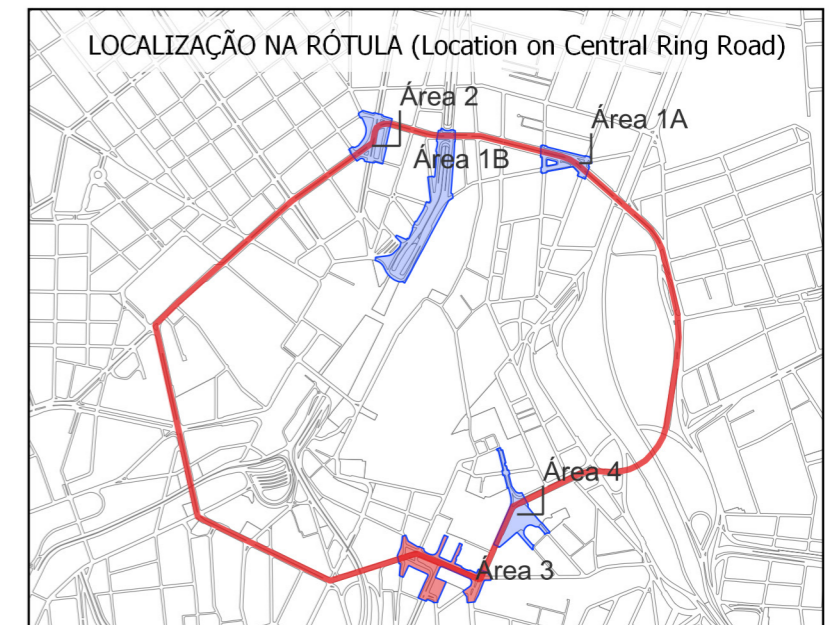 LOCALIZAÇÃO NA RÓTULA (Location on Central Ring Road)
Área 2
Área 1A
Área 1B
Área 4
Área 3